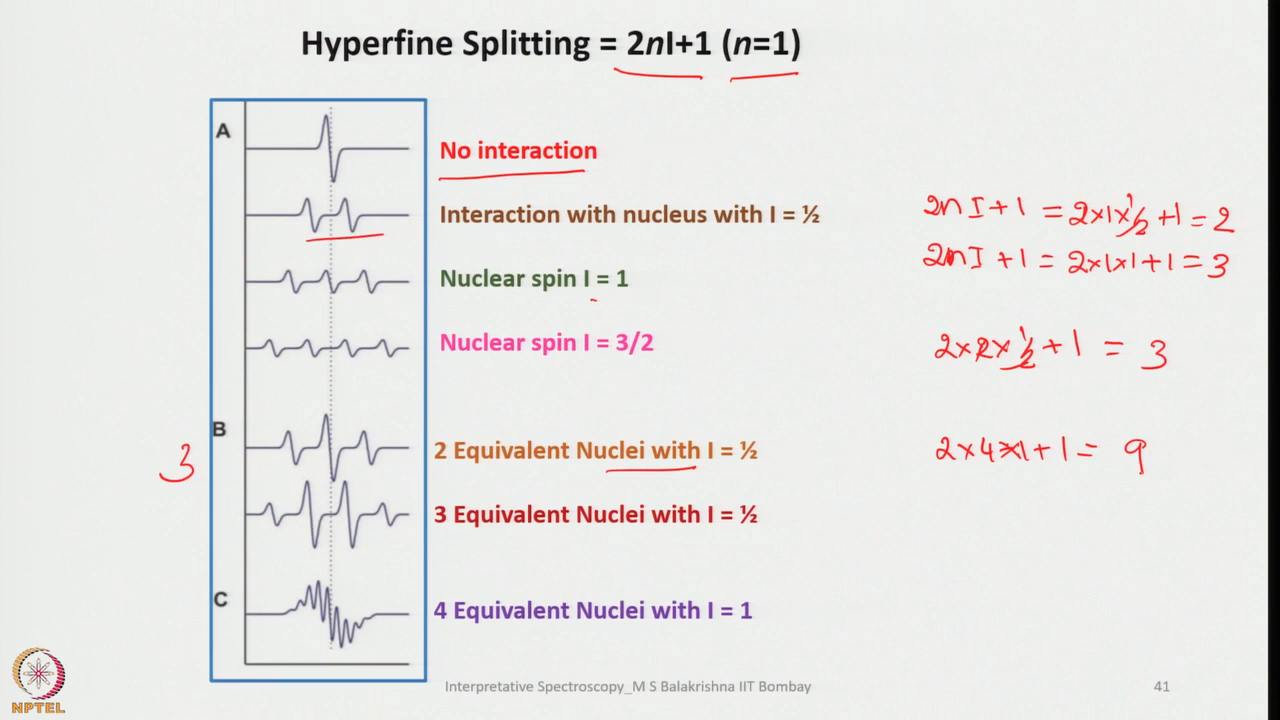 Hyperfine Splitting = 2nI+1 (n=1)
A
No interaction
Interaction with nucleus with I = ½
2nI+1 = 2×1×1/2+1=2
Nuclear spin I = 1
2nI+1 = 2×1×1+1=3
Nuclear spin I = 3/2
2×2×1/2+1 = 3
3
B
2 Equivalent Nuclei with I = ½
2×4×1+1= 9
3 Equivalent Nuclei with I = ½
C
4 Equivalent Nuclei with I = 1
NPTEL
Interpretative Spectroscopy_M S Balakrishna IIT Bombay
41